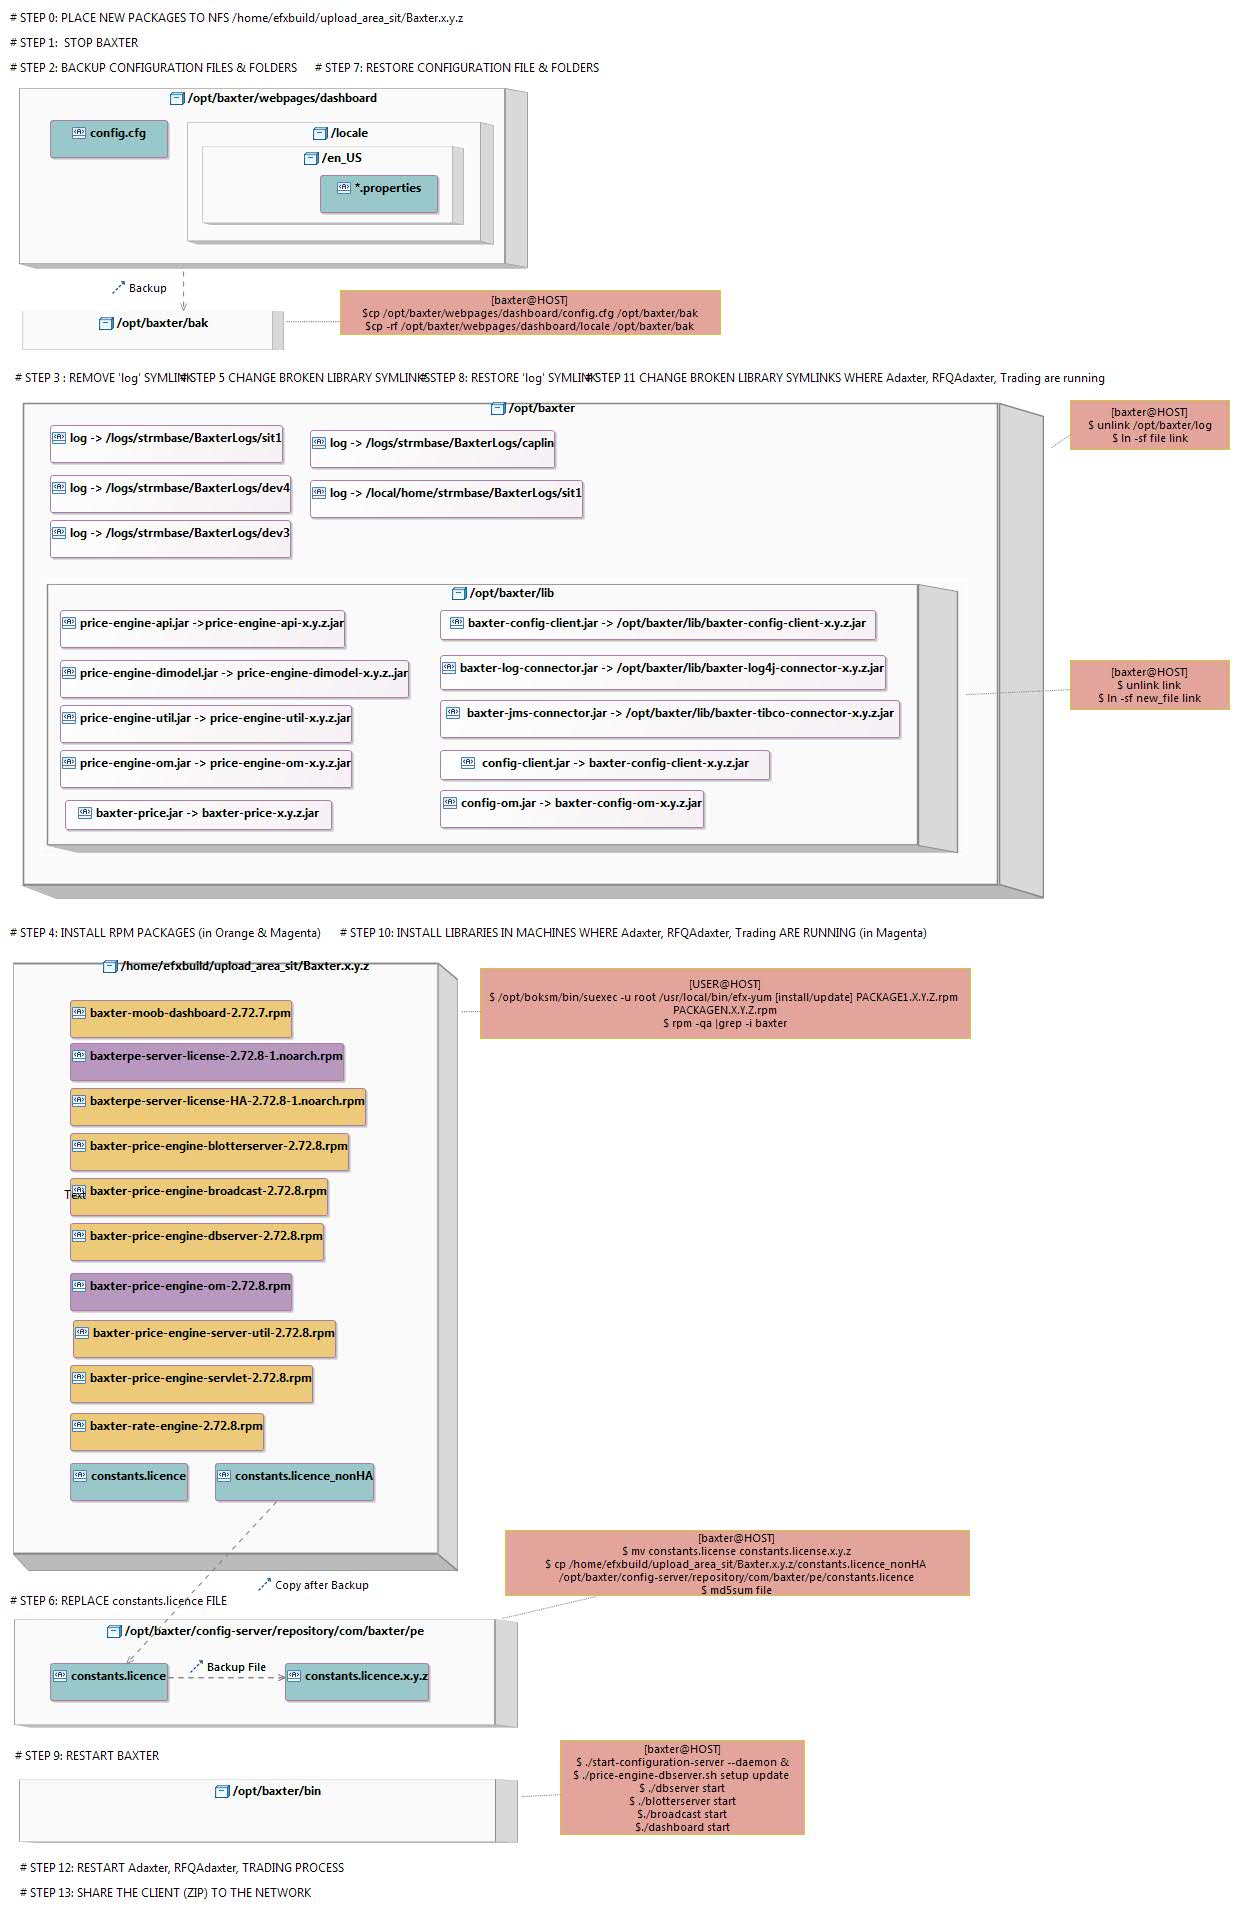 # STEP 0: PLACE NEW PACKAGES TO NFS /home/efxbuild/upload_area_sit/Baxter.x.y.z
# STEP 1:  STOP BAXTER
# STEP 2: BACKUP CONFIGURATION FILES & FOLDERS
# STEP 7: RESTORE CONFIGURATION FILE & FOLDERS
/opt/baxter/webpages/dashboard
config.cfg
/locale
/en_US
*.properties
Backup
/opt/baxter/bak
[baxter@HOST]
$cp /opt/baxter/webpages/dashboard/config.cfg /opt/baxter/bak
$cp -rf /opt/baxter/webpages/dashboard/locale /opt/baxter/bak
# STEP 3 : REMOVE 'log' SYMLINK
# STEP 5 CHANGE BROKEN LIBRARY SYMLINKS
# STEP 8: RESTORE 'log' SYMLINK
# STEP 11 CHANGE BROKEN LIBRARY SYMLINKS WHERE Adaxter, RFQAdaxter, Trading are running
/opt/baxter
log -> /logs/strmbase/BaxterLogs/sit1
log -> /logs/strmbase/BaxterLogs/caplin
log -> /logs/strmbase/BaxterLogs/dev4
log -> /local/home/strmbase/BaxterLogs/sit1
log -> /logs/strmbase/BaxterLogs/dev3
[baxter@HOST]
$ unlink /opt/baxter/log
$ ln -sf file link
/opt/baxter/lib
price-engine-api.jar ->price-engine-api-x.y.z.jar
price-engine-dimodel.jar -> price-engine-dimodel-x.y.z..jar
price-engine-util.jar -> price-engine-util-x.y.z.jar
price-engine-om.jar -> price-engine-om-x.y.z.jar
baxter-price.jar -> baxter-price-x.y.z.jar
baxter-config-client.jar -> /opt/baxter/lib/baxter-config-client-x.y.z.jar
baxter-log-connector.jar -> /opt/baxter/lib/baxter-log4j-connector-x.y.z.jar
baxter-jms-connector.jar -> /opt/baxter/lib/baxter-tibco-connector-x.y.z.jar
config-client.jar -> baxter-config-client-x.y.z.jar
config-om.jar -> baxter-config-om-x.y.z.jar
[baxter@HOST]
$ unlink link
$ ln -sf new_file link
# STEP 4: INSTALL RPM PACKAGES (in Orange & Magenta)
# STEP 10: INSTALL LIBRARIES IN MACHINES WHERE Adaxter, RFQAdaxter, Trading ARE RUNNING (in Magenta)
/home/efxbuild/upload_area_sit/Baxter.x.y.z
baxter-moob-dashboard-2.72.7.rpm
baxterpe-server-license-2.72.8-1.noarch.rpm
baxterpe-server-license-HA-2.72.8-1.noarch.rpm
baxter-price-engine-blotterserver-2.72.8.rpm
Text
baxter-price-engine-broadcast-2.72.8.rpm
baxter-price-engine-dbserver-2.72.8.rpm
baxter-price-engine-om-2.72.8.rpm
baxter-price-engine-server-util-2.72.8.rpm
baxter-price-engine-servlet-2.72.8.rpm
baxter-rate-engine-2.72.8.rpm
constants.licence
constants.licence_nonHA
[USER@HOST]
$ /opt/boksm/bin/suexec -u root /usr/local/bin/efx-yum [install/update] PACKAGE1.X.Y.Z.rpm
PACKAGEN.X.Y.Z.rpm
$ rpm -qa |grep -i baxter
Copy after Backup
[baxter@HOST]
$ mv constants.license constants.license.x.y.z
$ cp /home/efxbuild/upload_area_sit/Baxter.x.y.z/constants.licence_nonHA
/opt/baxter/config-server/repository/com/baxter/pe/constants.licence
$ md5sum file
# STEP 6: REPLACE constants.licence FILE
/opt/baxter/config-server/repository/com/baxter/pe
constants.licence
Backup File
constants.licence.x.y.z
# STEP 9: RESTART BAXTER
/opt/baxter/bin
[baxter@HOST]
$ ./start-configuration-server --daemon &
$ ./price-engine-dbserver.sh setup update
$ ./dbserver start
$ ./blotterserver start
$./broadcast start
$./dashboard start
# STEP 12: RESTART Adaxter, RFQAdaxter, TRADING PROCESS
# STEP 13: SHARE THE CLIENT (ZIP) TO THE NETWORK